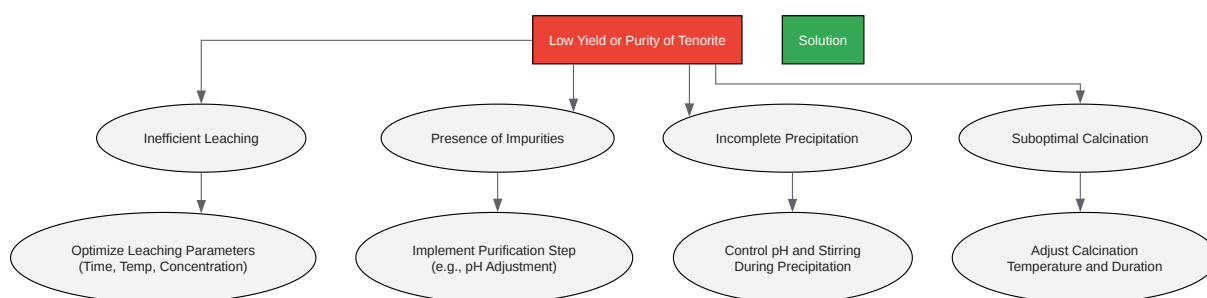 Low Yield or Purity of Tenorite
Solution
Inefficient Leaching
Presence of Impurities
Incomplete Precipitation
Suboptimal Calcination
Optimize Leaching Parameters
(Time, Temp, Concentration)
Implement Purification Step
(e.g., pH Adjustment)
Control pH and Stirring
During Precipitation
Adjust Calcination
Temperature and Duration